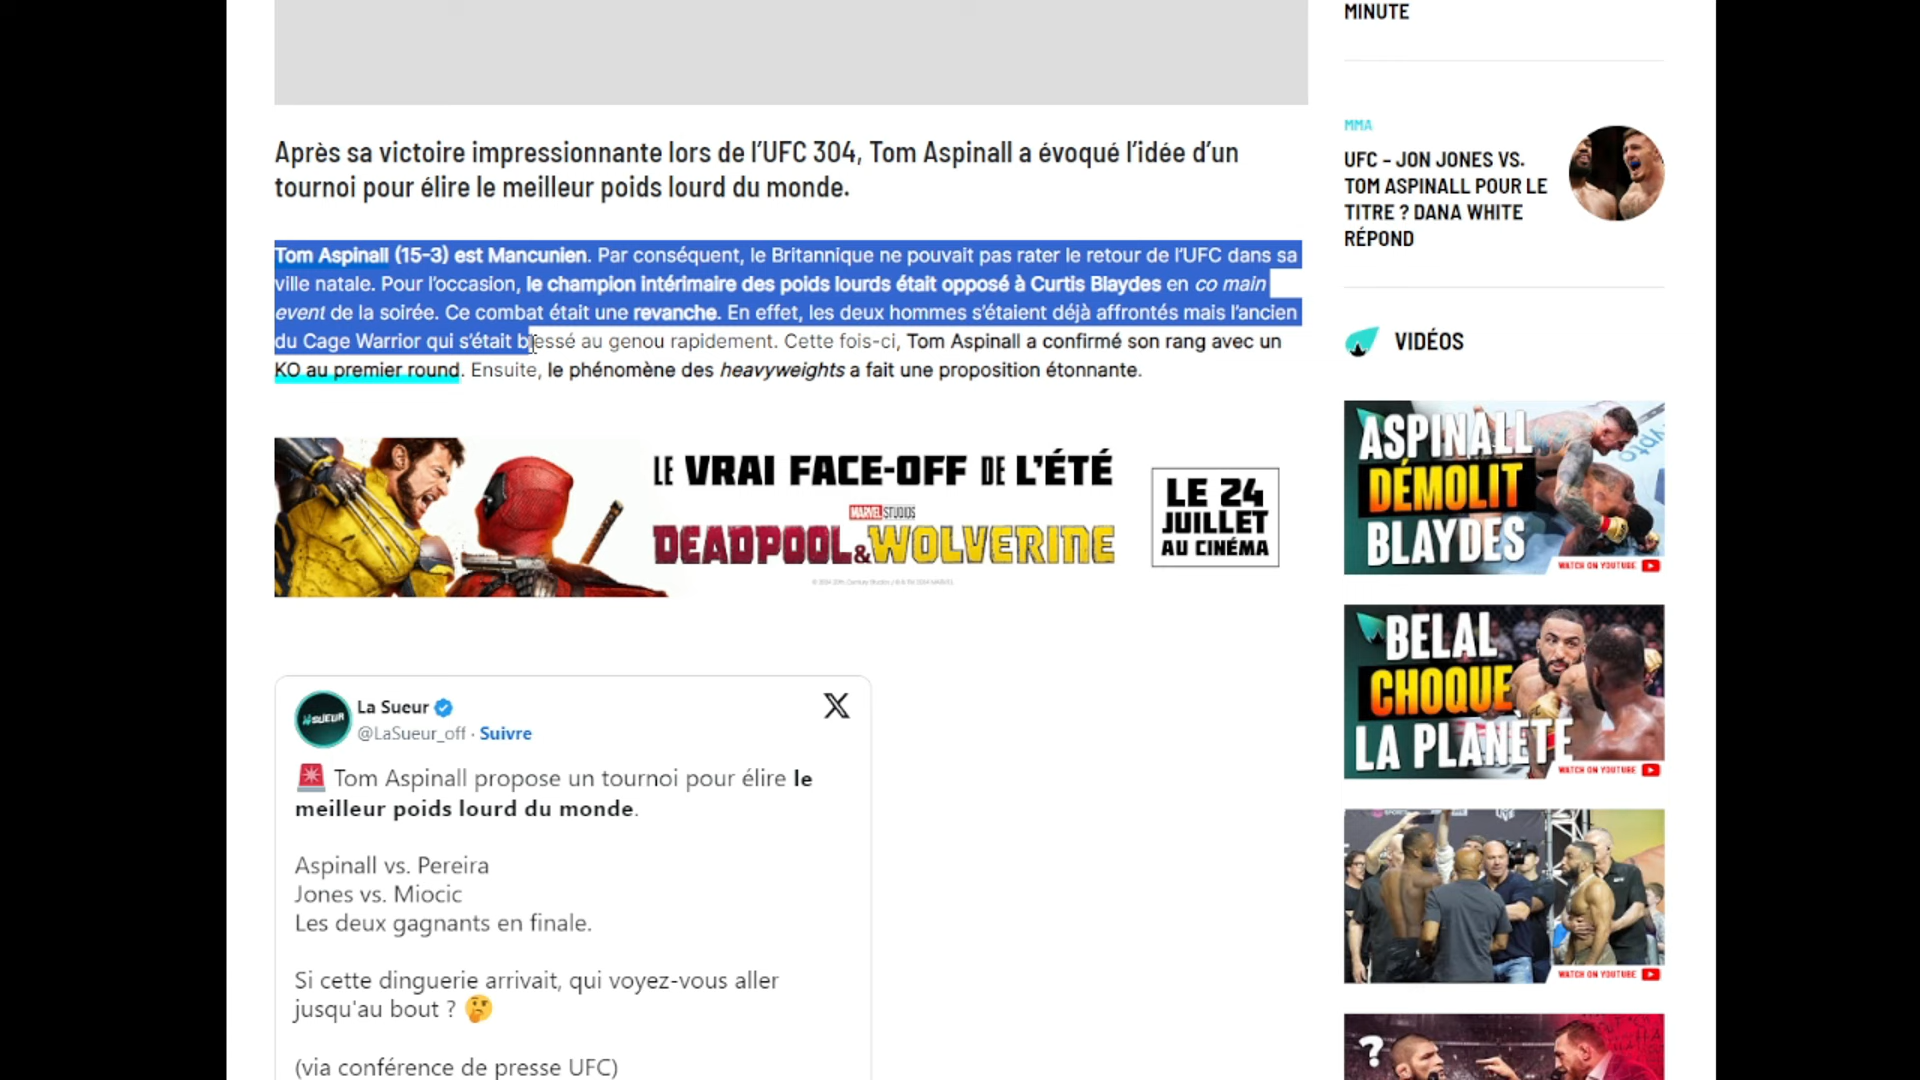 MINUTE
Après sa victoire impressionnante lors de l’UFC 304, Tom Aspinall a évoqué l’idée d’un
tournoi pour élire le meilleur poids lourd du monde.
Tom Aspinall (15-3) est Mancunien. Par conséquent, le Britannique ne pouvait pas rater le retour de l’UFC dans sa
ville natale. Pour l’occasion, le champion intérimaire des poids lourds était opposé à Curtis Blaydes en co main
event de la soirée. Ce combat était une revanche. En effet, les deux hommes s’étaient déjà affrontés mais l’ancien
du Cage Warrior qui s’était blessé au genou rapidement. Cette fois-ci, Tom Aspinall a confirmé son rang avec un
KO au premier round. Ensuite, le phénomène des heavyweights a fait une proposition étonnante.
LE VRAI FACE-OFF DE L’ÉTÉ
MARVEL STUDIOS
DEADPOOL & WOLVERINE
LE 24
JUILLET
AU CINÉMA
La Sueur
@LaSueur_off · Suivre
🚨 Tom Aspinall propose un tournoi pour élire le
meilleur poids lourd du monde.
Aspinall vs. Pereira
Jones vs. Miocic
Les deux gagnants en finale.
Si cette dinguerie arrivait, qui voyez-vous aller
jusqu'au bout ? 🤔
(via conférence de presse UFC)
MMA
UFC – JON JONES VS.
TOM ASPINALL POUR LE
TITRE ? DANA WHITE
RÉPOND
VIDÉOS
ASPINALL
DÉMOLIT
BLAYDES
WATCH ON YOUTUBE
BELAL
CHOQUE
LA PLANÈTE
WATCH ON YOUTUBE
WATCH ON YOUTUBE
?